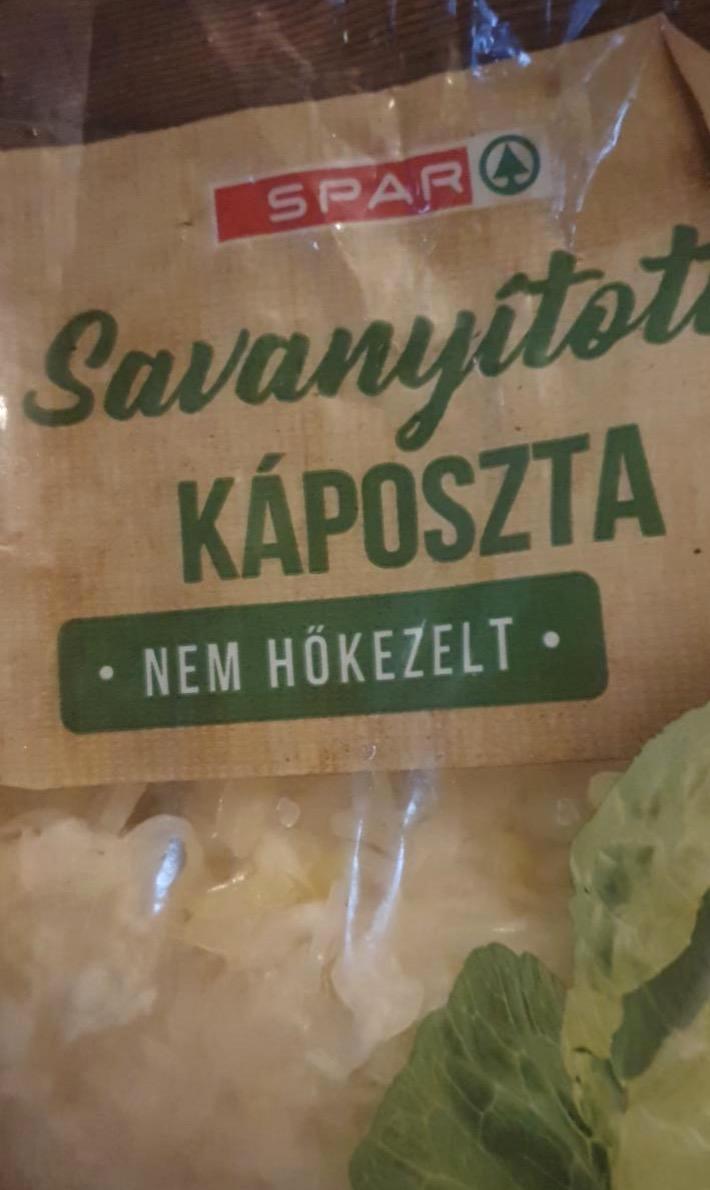 SPAR
Savanyított
KÁPOSZTA
• NEM HŐKEZELT •